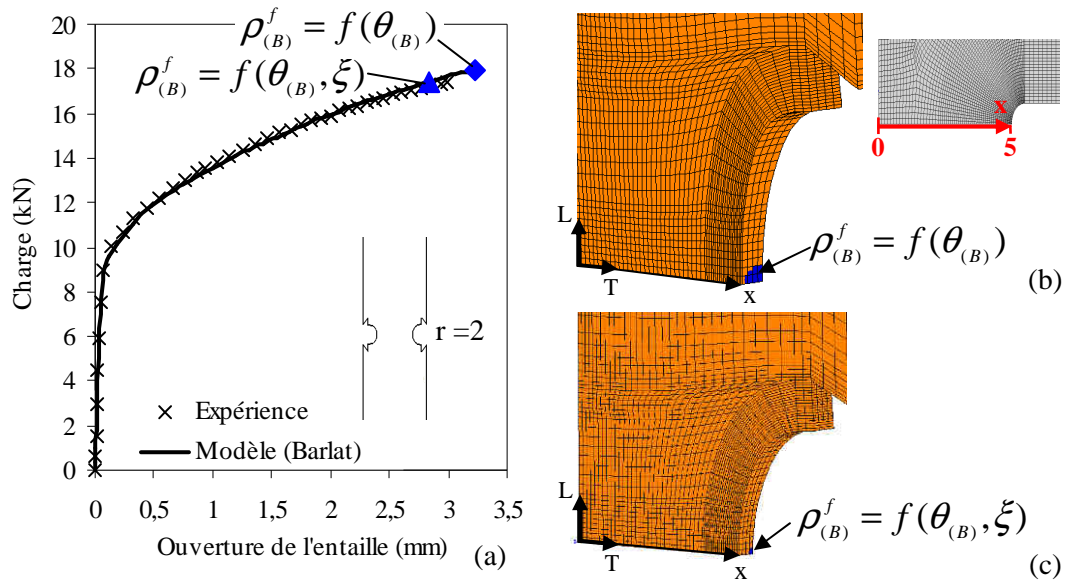 20
18
16
14
12
10
8
6
4
2
0
Charge (kN)
ρ^f_(B) = f(θ_(B))
ρ^f_(B) = f(θ_(B), ξ)
r =2
Expérience
Modèle (Barlat)
0 0,5 1 1,5 2 2,5 3 3,5
Ouverture de l'entaille (mm)
(a)
x
0 5
L
T
x
ρ^f_(B) = f(θ_(B))
(b)
L
T
x
ρ^f_(B) = f(θ_(B), ξ)
(c)